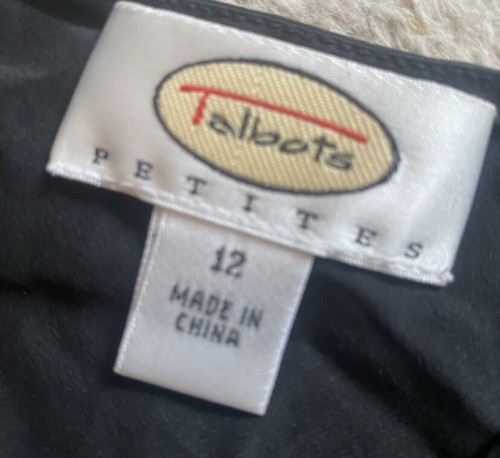 Talbots
PETITES
12
MADE IN
CHINA